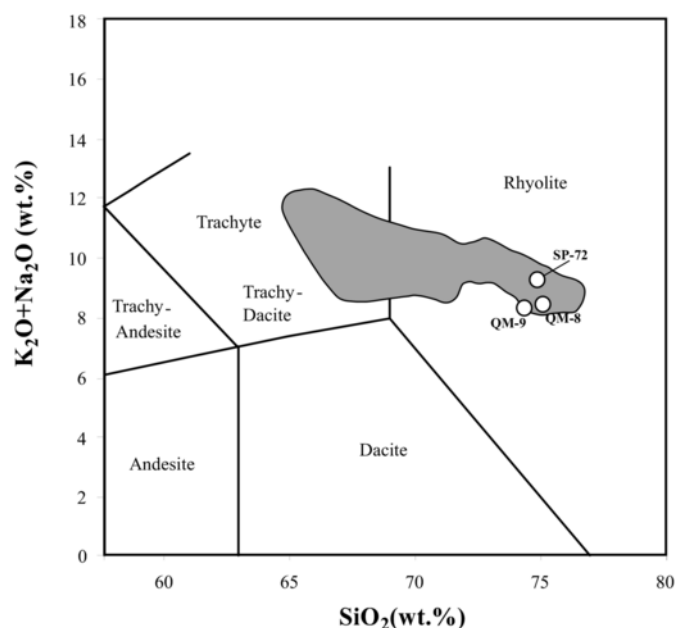 18
16
14
12
10
8
6
4
2
0
K₂O+Na₂O (wt.%)
Rhyolite
Trachyte
SP-72
Trachy-
Dacite
Trachy-
Andesite
QM-9
QM-8
Andesite
Dacite
60
65
70
75
80
SiO₂(wt.%)